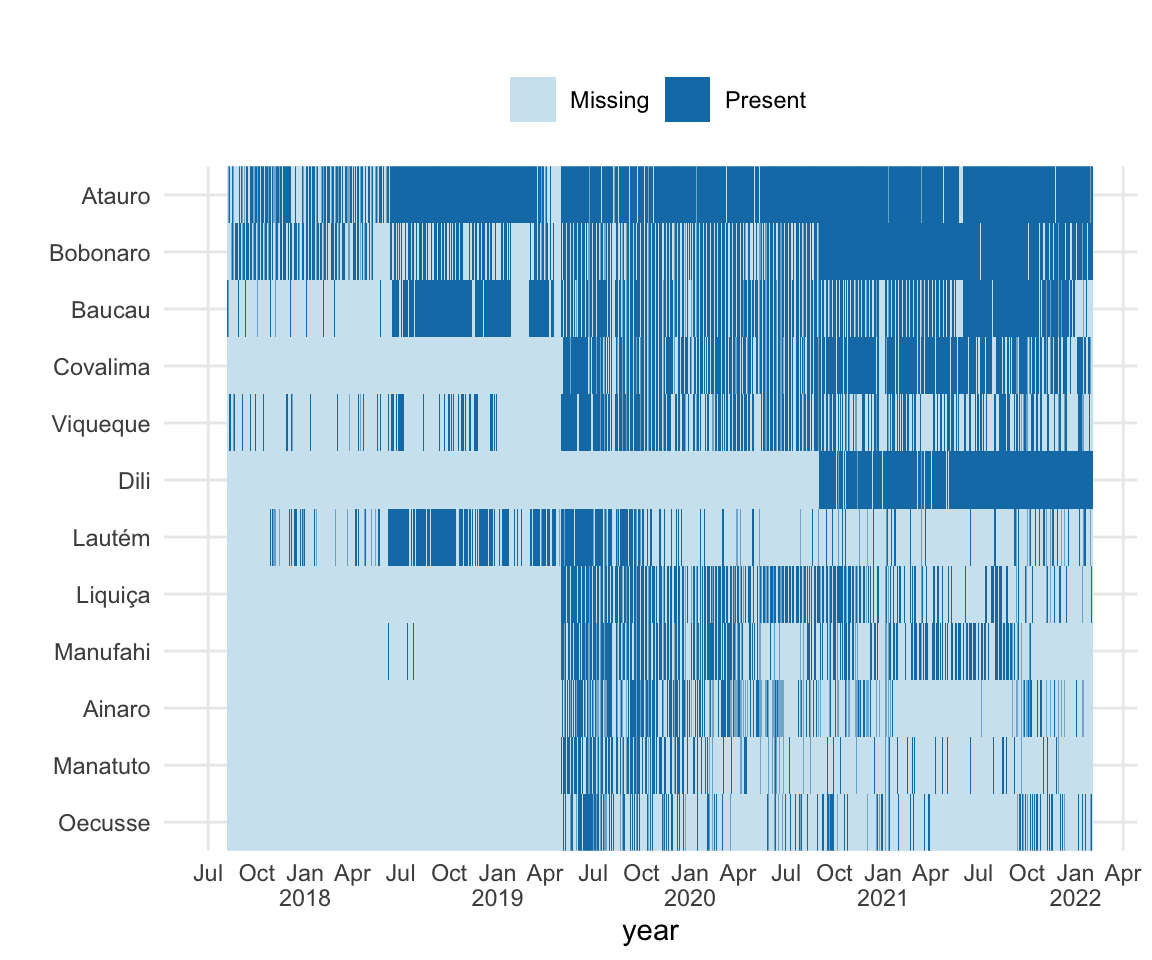 Missing Present
Atauro
Bobonaro
Baucau
Covalima
Viqueque
Dili
Lautém
Liquiça
Manufahi
Ainaro
Manatuto
Oecusse
Jul Oct Jan Apr Jul Oct Jan Apr Jul Oct Jan Apr Jul Oct Jan Apr Jul Oct Jan Apr
2018 2019 2020 2021 2022
year